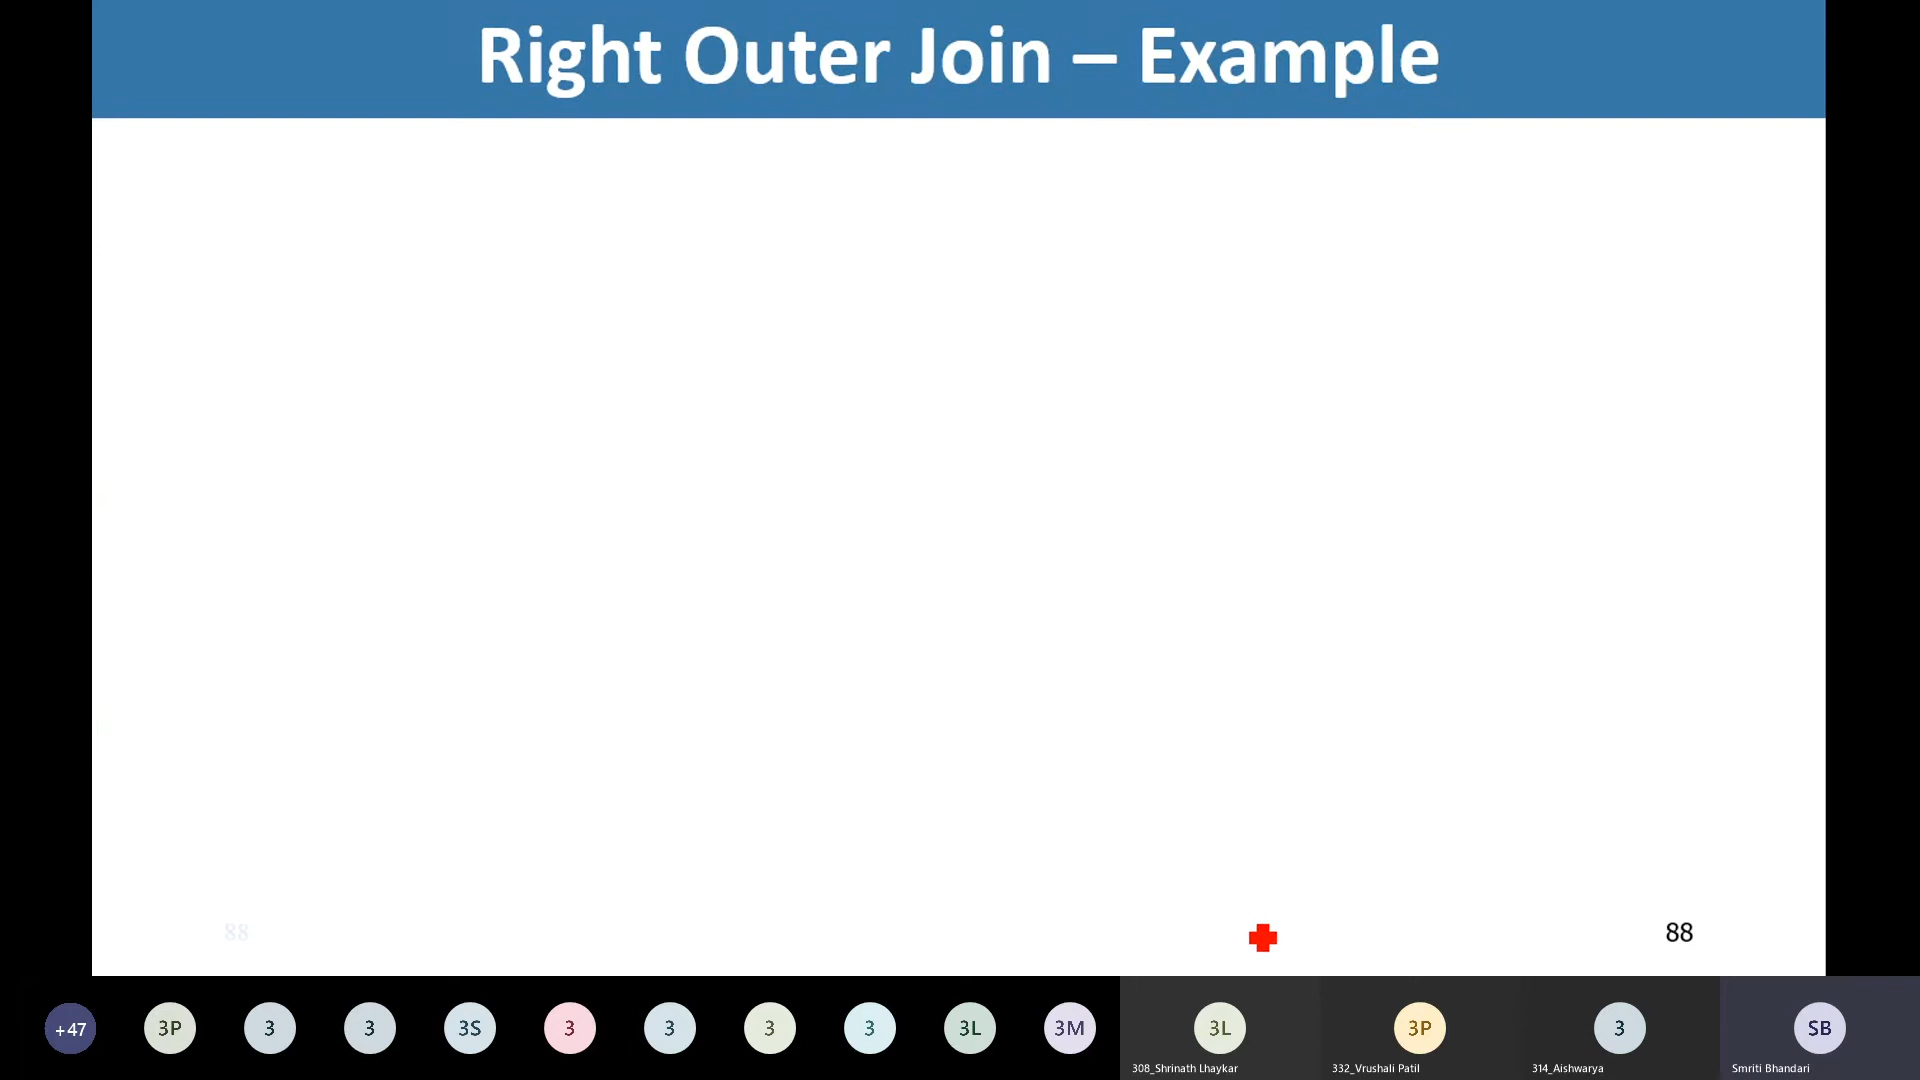 Right Outer Join – Example
88
88
+47
3P
3
3
3S
3
3
3
3
3L
3M
3L
3P
3
SB
308_Shrinath Lhaykar
332_Vrushali Patil
314_Aishwarya
Smriti Bhandari